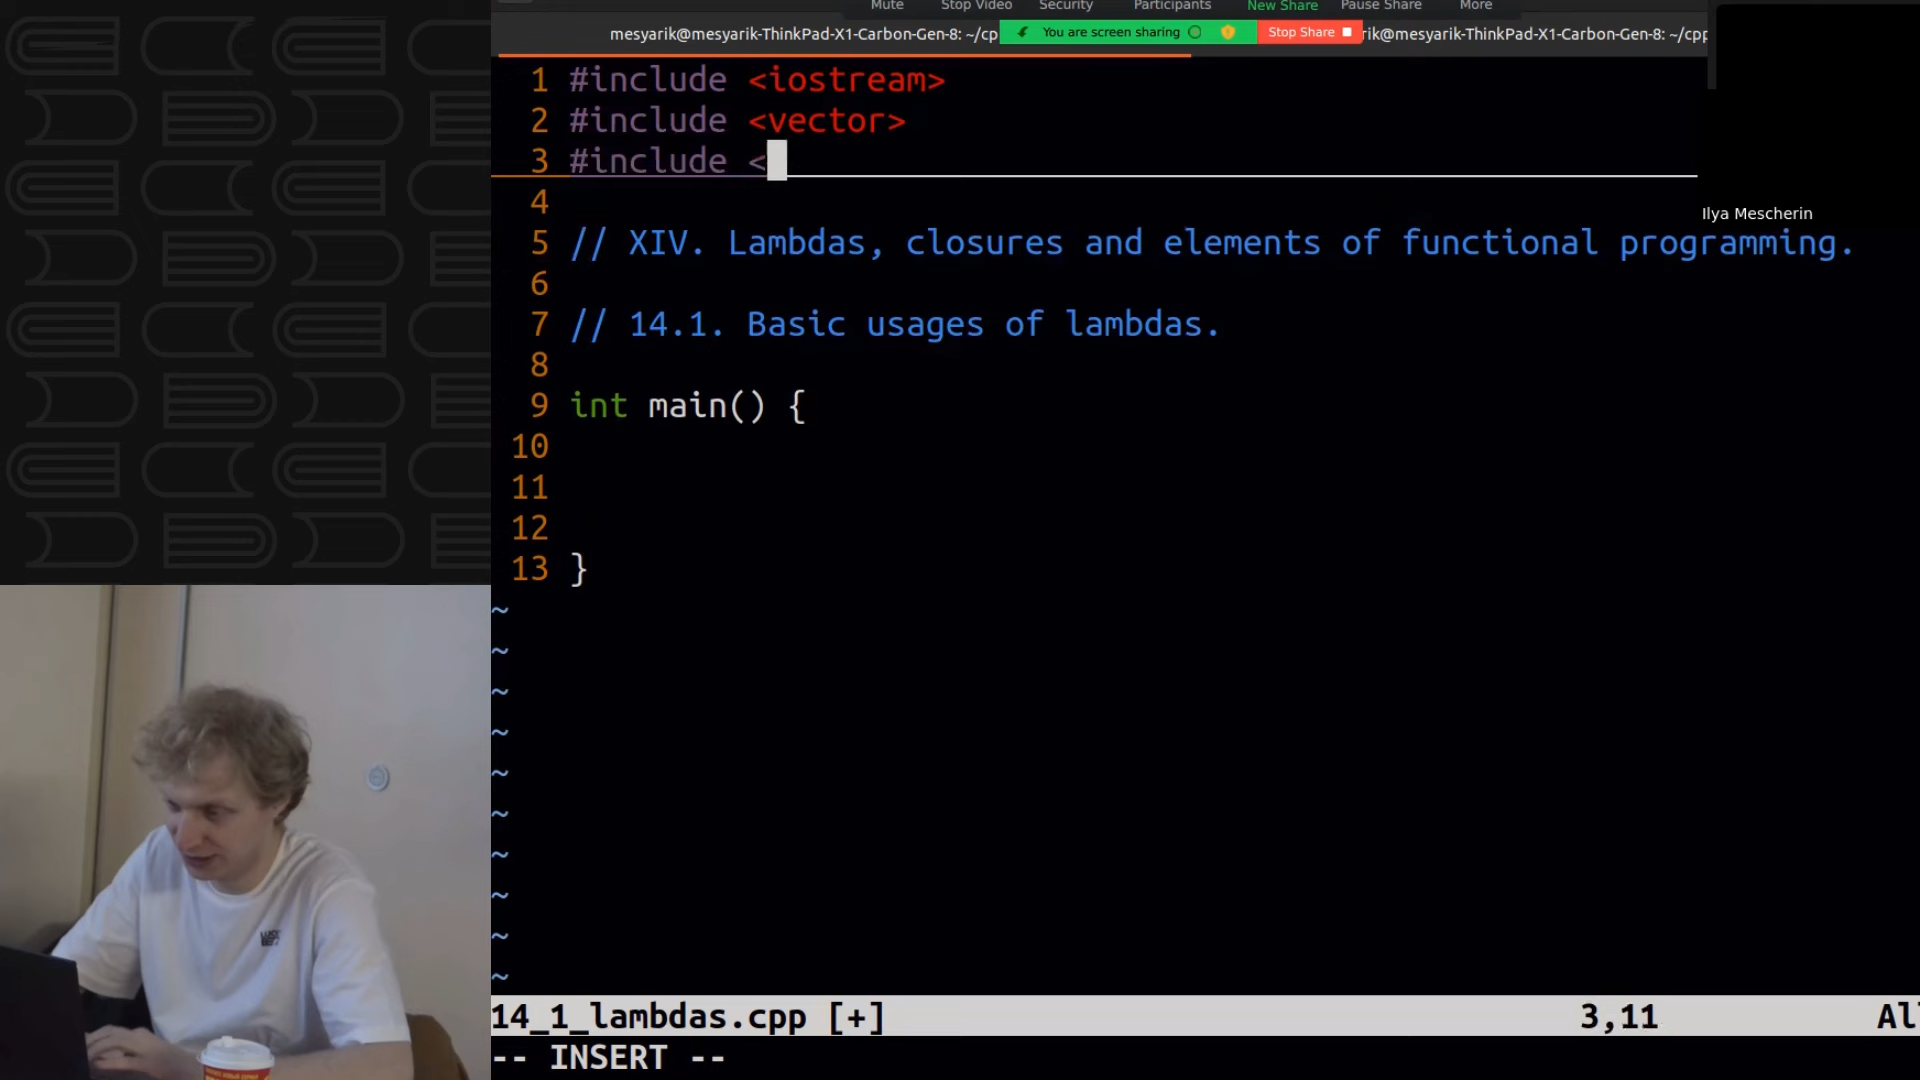 Mute Stop Video Security Participants New Share Pause Share More
mesyarik@mesyarik-ThinkPad-X1-Carbon-Gen-8: ~/cp You are screen sharing Stop Share rik@mesyarik-ThinkPad-X1-Carbon-Gen-8: ~/cpp
1 #include <iostream>
2 #include <vector>
3 #include <
Ilya Mescherin
4
5 // XIV. Lambdas, closures and elements of functional programming.
6
7 // 14.1. Basic usages of lambdas.
8
9 int main() {
10
11
12
13 }
~
~
~
~
~
~
~
~
~
~
14_1_lambdas.cpp [+] 3,11 Al
-- INSERT --